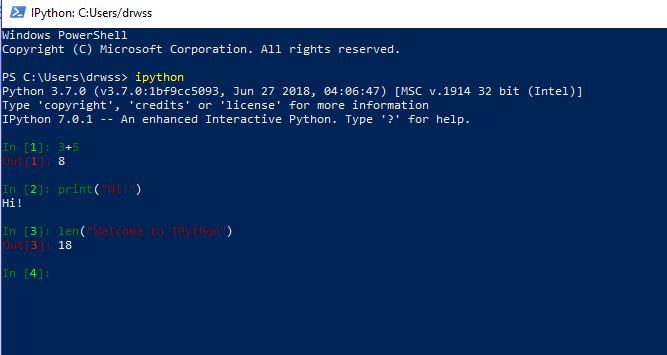 IPython: C:Users/drwss
Windows PowerShell
Copyright (C) Microsoft Corporation. All rights reserved.
PS C:\Users\drwss> ipython
Python 3.7.0 (v3.7.0:1bf9cc5093, Jun 27 2018, 04:06:47) [MSC v.1914 32 bit (Intel)]
Type 'copyright', 'credits' or 'license' for more information
IPython 7.0.1 -- An enhanced Interactive Python. Type '?' for help.
In [1]: 3+5
Out[1]: 8
In [2]: print("Hi!")
Hi!
In [3]: len("Welcome to IPython")
Out[3]: 18
In [4]: